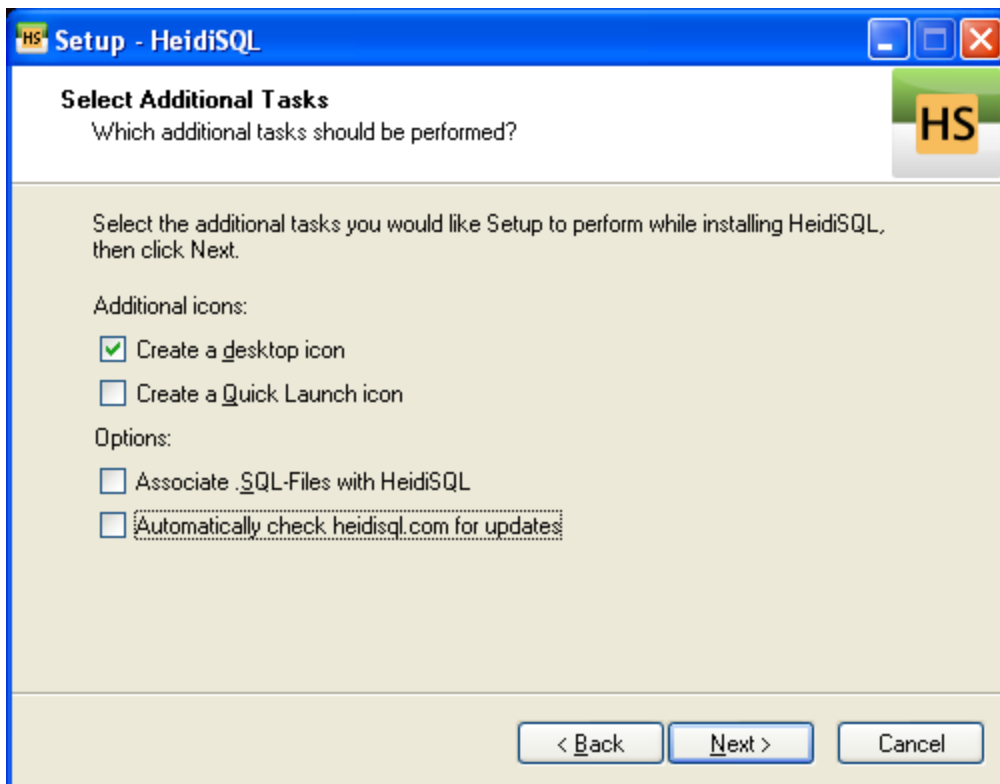 HS Setup - HeidiSQL
Select Additional Tasks
Which additional tasks should be performed?
HS
Select the additional tasks you would like Setup to perform while installing HeidiSQL,
then click Next.
Additional icons:
Create a desktop icon
Create a Quick Launch icon
Options:
Associate .SQL-Files with HeidiSQL
Automatically check heidisql.com for updates
< Back Next > Cancel